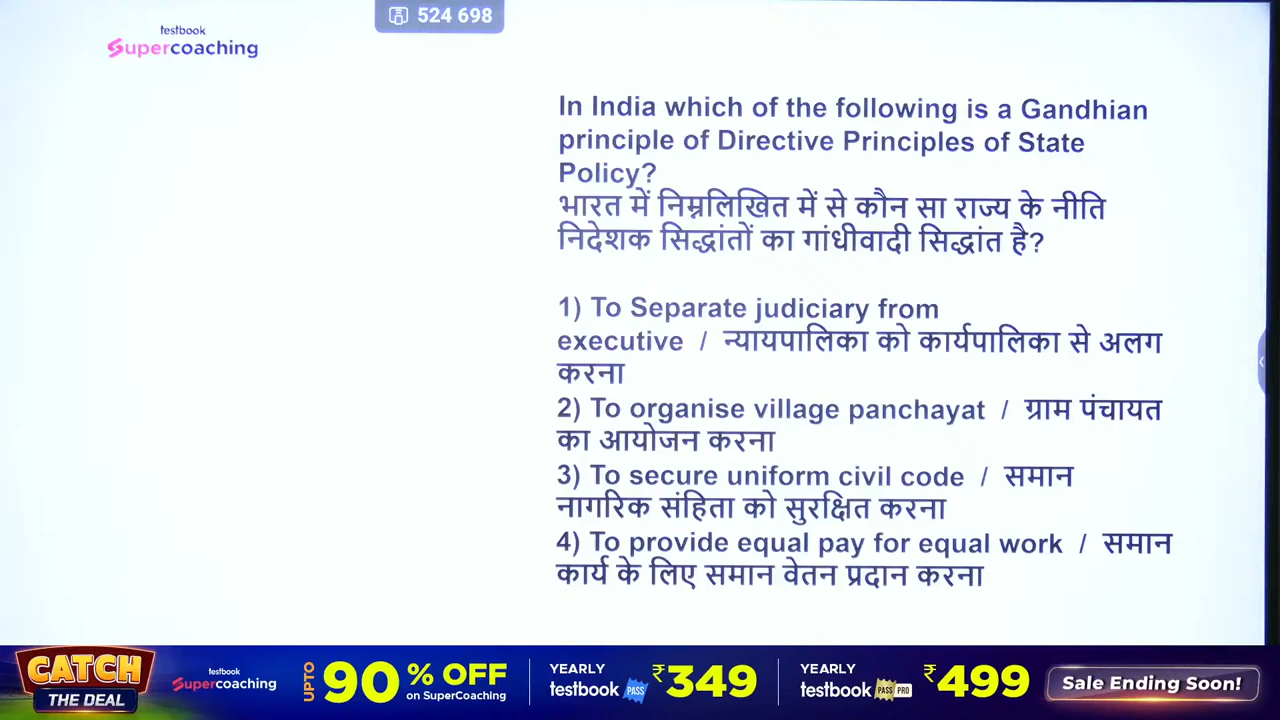 524 698
testbook
Supercoaching
In India which of the following is a Gandhian
principle of Directive Principles of State
Policy?
भारत में निम्नलिखित में से कौन सा राज्य के नीति
निदेशक सिद्धांतों का गांधीवादी सिद्धांत है?
1) To Separate judiciary from
executive / न्यायपालिका को कार्यपालिका से अलग
करना
2) To organise village panchayat / ग्राम पंचायत
का आयोजन करना
3) To secure uniform civil code / समान
नागरिक संहिता को सुरक्षित करना
4) To provide equal pay for equal work / समान
कार्य के लिए समान वेतन प्रदान करना
CATCH
THE DEAL
testbook
Supercoaching
UPTO
90% OFF
on SuperCoaching
YEARLY
testbook PASS
₹349
YEARLY
testbook PASS PRO
₹499
Sale Ending Soon!